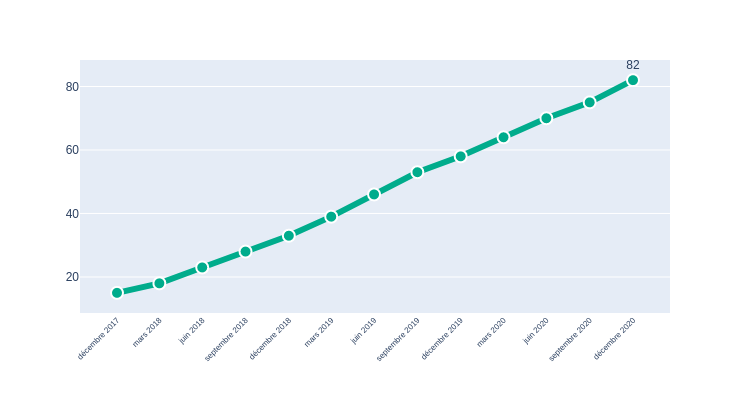 82
80
60
40
20
décembre 2017
mars 2018
juin 2018
septembre 2018
décembre 2018
mars 2019
juin 2019
septembre 2019
décembre 2019
mars 2020
juin 2020
septembre 2020
décembre 2020